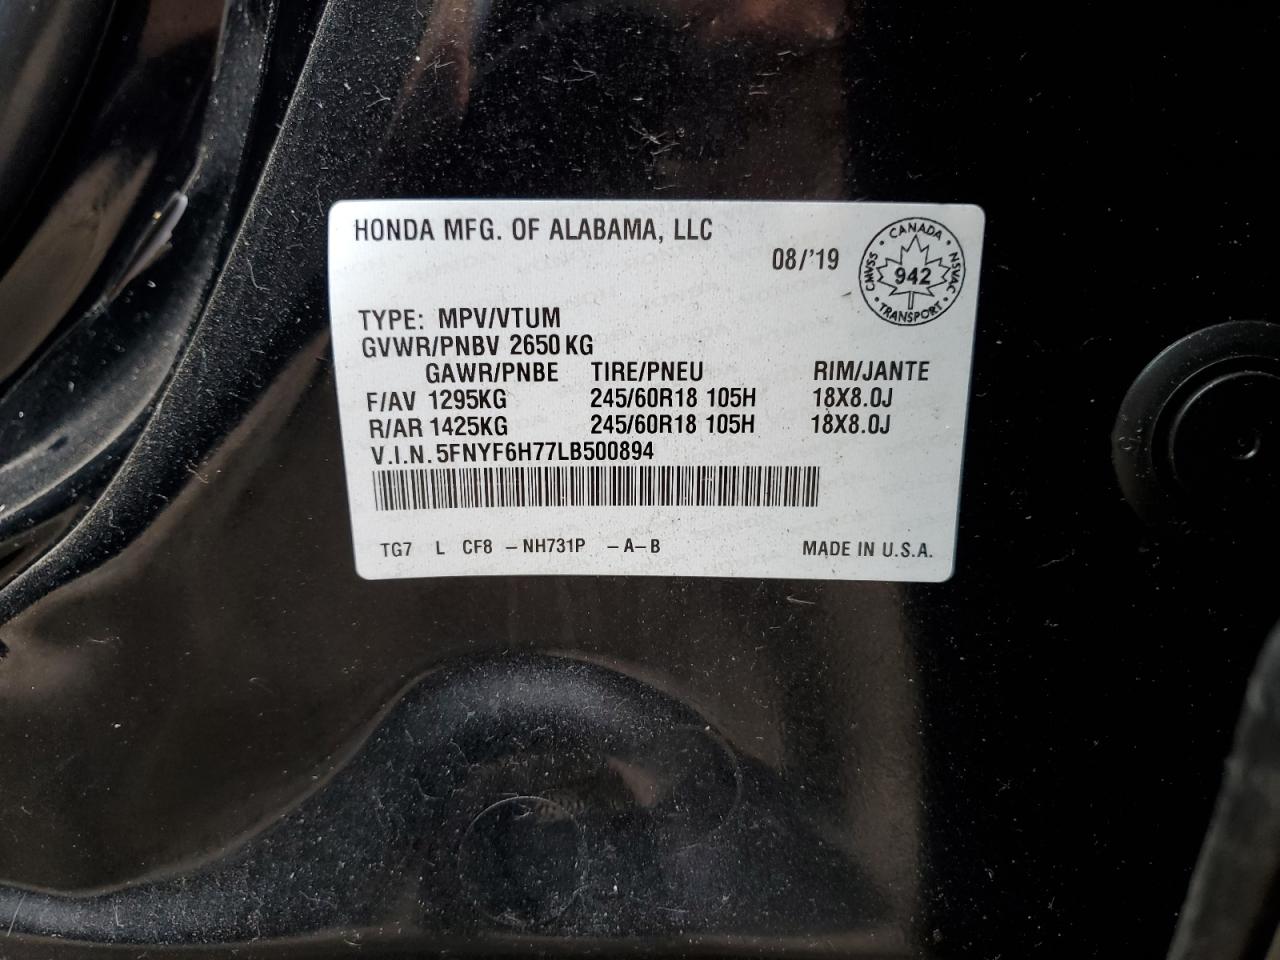 HONDA MFG. OF ALABAMA, LLC
08/'19
CANADA
CMVSS
942
NSVAC
TRANSPORT
TYPE: MPV/VTUM
GVWR/PNBV 2650 KG
GAWR/PNBE TIRE/PNEU RIM/JANTE
F/AV 1295KG 245/60R18 105H 18X8.0J
R/AR 1425KG 245/60R18 105H 18X8.0J
V.I.N. 5FNYF6H77LB500894
TG7 L CF8 -NH731P -A-B MADE IN U.S.A.